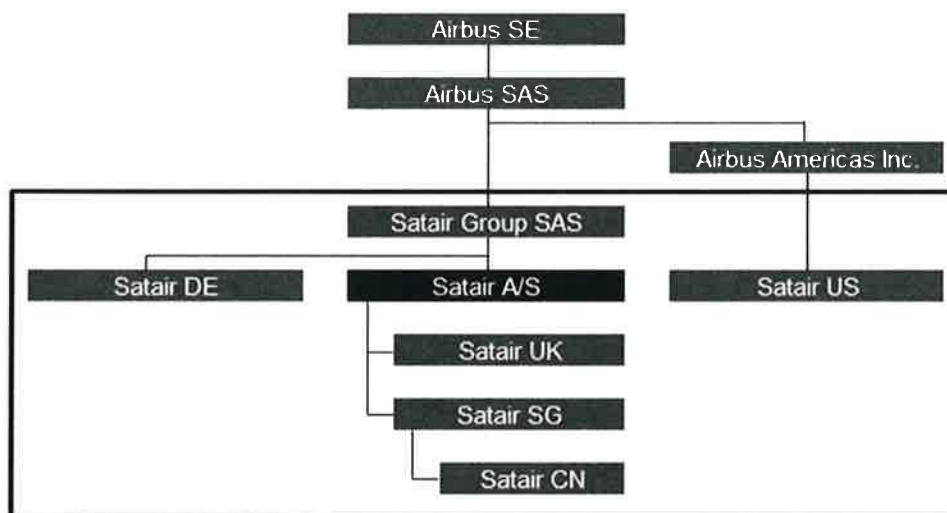 Airbus SE
Airbus SAS
Airbus Americas Inc.
Satair Group SAS
Satair DE
Satair A/S
Satair US
Satair UK
Satair SG
Satair CN